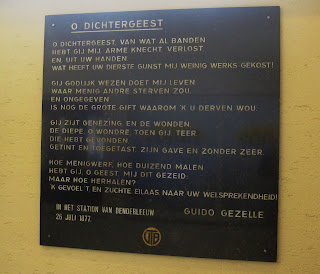 O DICHTERGEEST
O DICHTERGEEST VAN WAT AL BANDEN
HEBT GIJ MIJ, ARME KNECHT, VERLOST
EN UIT UW HANDEN
WAT HEEFT UW DIERSTE GUNST MIJ WEINIG WERKS GEKOST!
GIJ GODLIJK WEZEN DOET MIJ LEVEN
WAAR MENIG ANDRE STERVEN ZOU,
EN ONGEGEVEN
IS NOG DE GROTE GIFT WAAROM 'K U DERVEN WOU.
GIJ ZIJT GENEZING, EN DE WONDEN,
DE DIEPE, O WONDRE, TOEN GIJ, TEER,
DIE HEBT GEVONDEN,
GETINT EN TOEGETAST, ZIJN GAVE EN ZONDER ZEER.
HOE MENIGWERF, HOE DUIZEND MALEN
HEBT GIJ, O GEEST, MIJ DIT GEZEID.
MAAR HOE HERHALEN?
'K GEVOEL 'T, EN ZUCHTE, EILAAS, NAAR UW WELSPREKENDHEID!
IN HET STATION VAN DENDERLEEUW
26 JULI 1877.
GUIDO GEZELLE
VTB